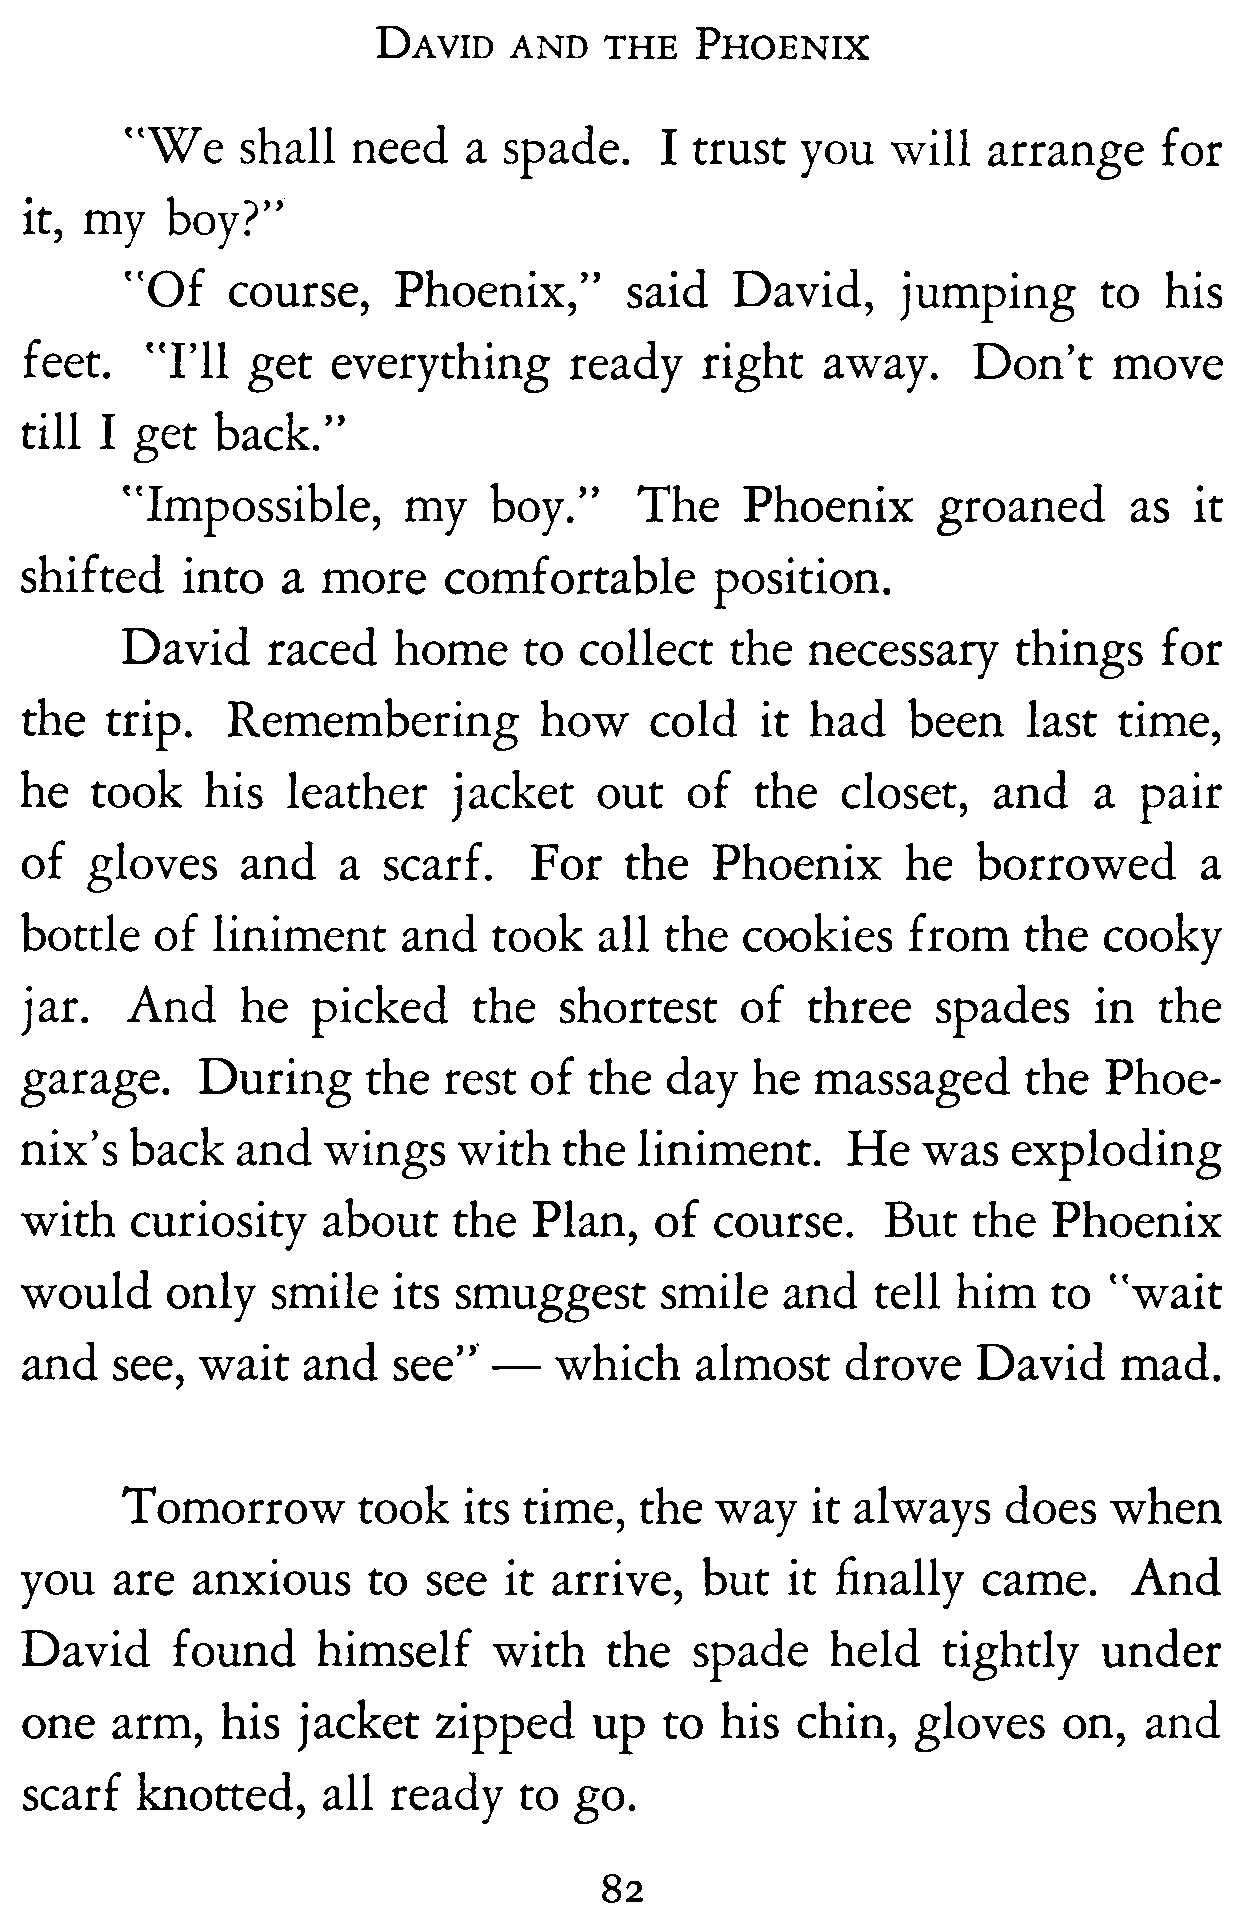 DAVID AND THE PHOENIX
"We shall need a spade. I trust you will arrange for
it, my boy?"
"Of course, Phoenix," said David, jumping to his
feet. "I'll get everything ready right away. Don't move
till I get back."
"Impossible, my boy." The Phoenix groaned as it
shifted into a more comfortable position.
David raced home to collect the necessary things for
the trip. Remembering how cold it had been last time,
he took his leather jacket out of the closet, and a pair
of gloves and a scarf. For the Phoenix he borrowed a
bottle of liniment and took all the cookies from the cooky
jar. And he picked the shortest of three spades in the
garage. During the rest of the day he massaged the Phoe-
nix's back and wings with the liniment. He was exploding
with curiosity about the Plan, of course. But the Phoenix
would only smile its smuggest smile and tell him to "wait
and see, wait and see" — which almost drove David mad.
Tomorrow took its time, the way it always does when
you are anxious to see it arrive, but it finally came. And
David found himself with the spade held tightly under
one arm, his jacket zipped up to his chin, gloves on, and
scarf knotted, all ready to go.
82